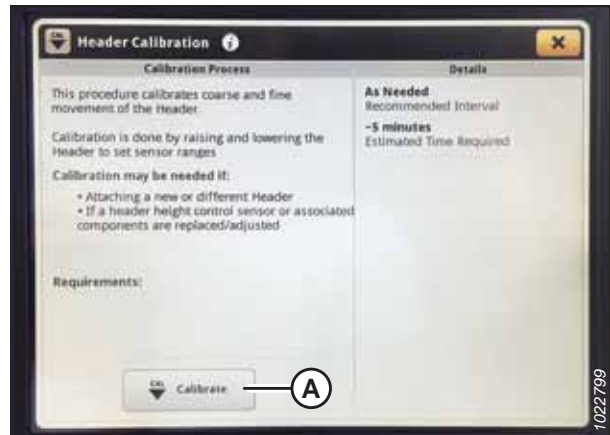 CAL
Header Calibration i
Calibration Process
Details
This procedure calibrates coarse and fine
movement of the Header.
Calibration is done by raising and lowering the
Header to set sensor ranges
Calibration may be needed if:
• Attaching a new or different Header
• If a header height control sensor or associated
components are replaced/adjusted
Requirements:
As Needed
Recommended Interval
~5 minutes
Estimated Time Required
CAL
Calibrate
A
1022799